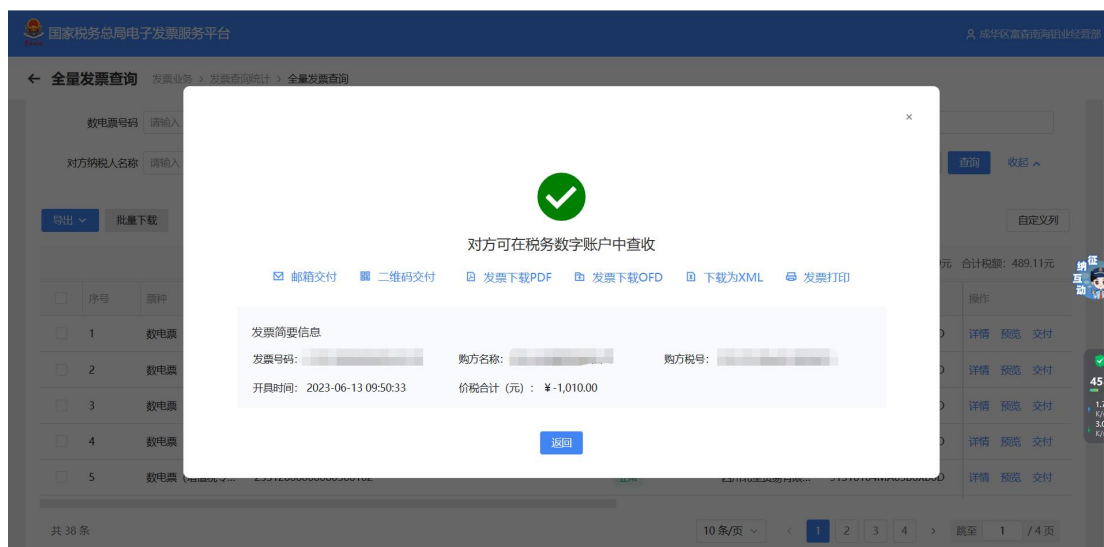 国家税务总局电子发票服务平台 成华区富森南海铝业经营部
← 全量发票查询 发票业务 > 发票查询统计 > 全量发票查询
数电票号码 请输入
对方纳税人名称 请输入 查询 收起
×
导出 批量下载 自定义列
对方可在税务数字账户中查收
邮箱交付 二维码交付 发票下载PDF 发票下载OFD 下载为XML 发票打印
元 合计税额: 489.11元
序号 票种 操作
发票简要信息
发票号码: 购方名称: 购方税号:
开具时间: 2023-06-13 09:50:33 价税合计(元): ¥-1,010.00
返回
1 数电票 详情 预览 交付
2 数电票 详情 预览 交付
3 数电票 详情 预览 交付
4 数电票 详情 预览 交付
5 数电票 详情 预览 交付
共 38 条 10 条/页 < 1 2 3 4 > 跳至 1 / 4 页
征纳互动
45